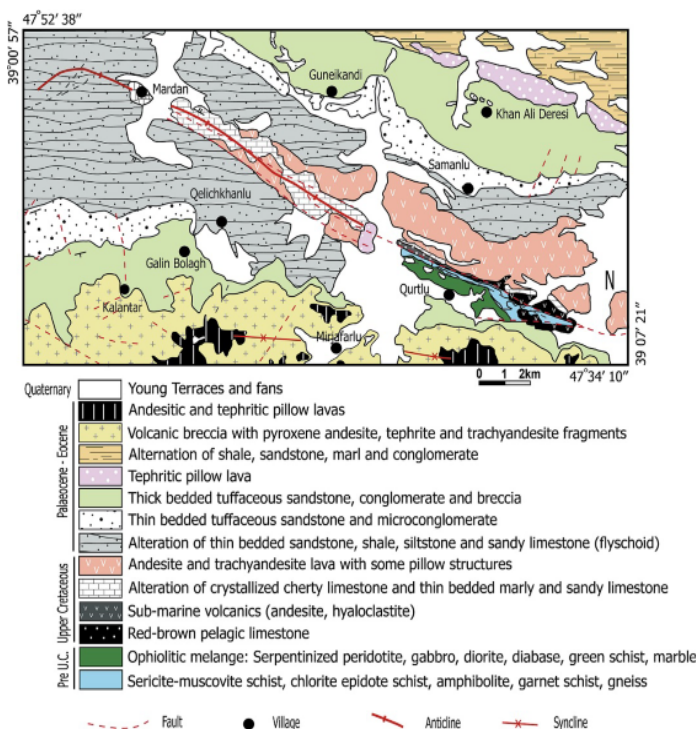 47°52' 38"
39°00' 57"
Mardan
Guneikandi
Khan Ali Deresi
Samanlu
Qelichkhanlu
Galin Bolagh
Kalantar
Qurtlu
Mirjafarlu
N
39 07' 21"
0 1 2km
47°34' 10"
Quaternary
Young Terraces and fans
Palaeocene - Eocene
Andesitic and tephritic pillow lavas
Volcanic breccia with pyroxene andesite, tephrite and trachyandesite fragments
Alternation of shale, sandstone, marl and conglomerate
Tephritic pillow lava
Thick bedded tuffaceous sandstone, conglomerate and breccia
Thin bedded tuffaceous sandstone and microconglomerate
Alteration of thin bedded sandstone, shale, siltstone and sandy limestone (flyschoid)
Upper Cretaceous
Andesite and trachyandesite lava with some pillow structures
Alteration of crystallized cherty limestone and thin bedded marly and sandy limestone
Sub-marine volcanics (andesite, hyaloclastite)
Red-brown pelagic limestone
Pre U.C.
Ophiolitic melange: Serpentinized peridotite, gabbro, diorite, diabase, green schist, marble
Sericite-muscovite schist, chlorite epidote schist, amphibolite, garnet schist, gneiss
Fault
Village
Anticline
Syncline